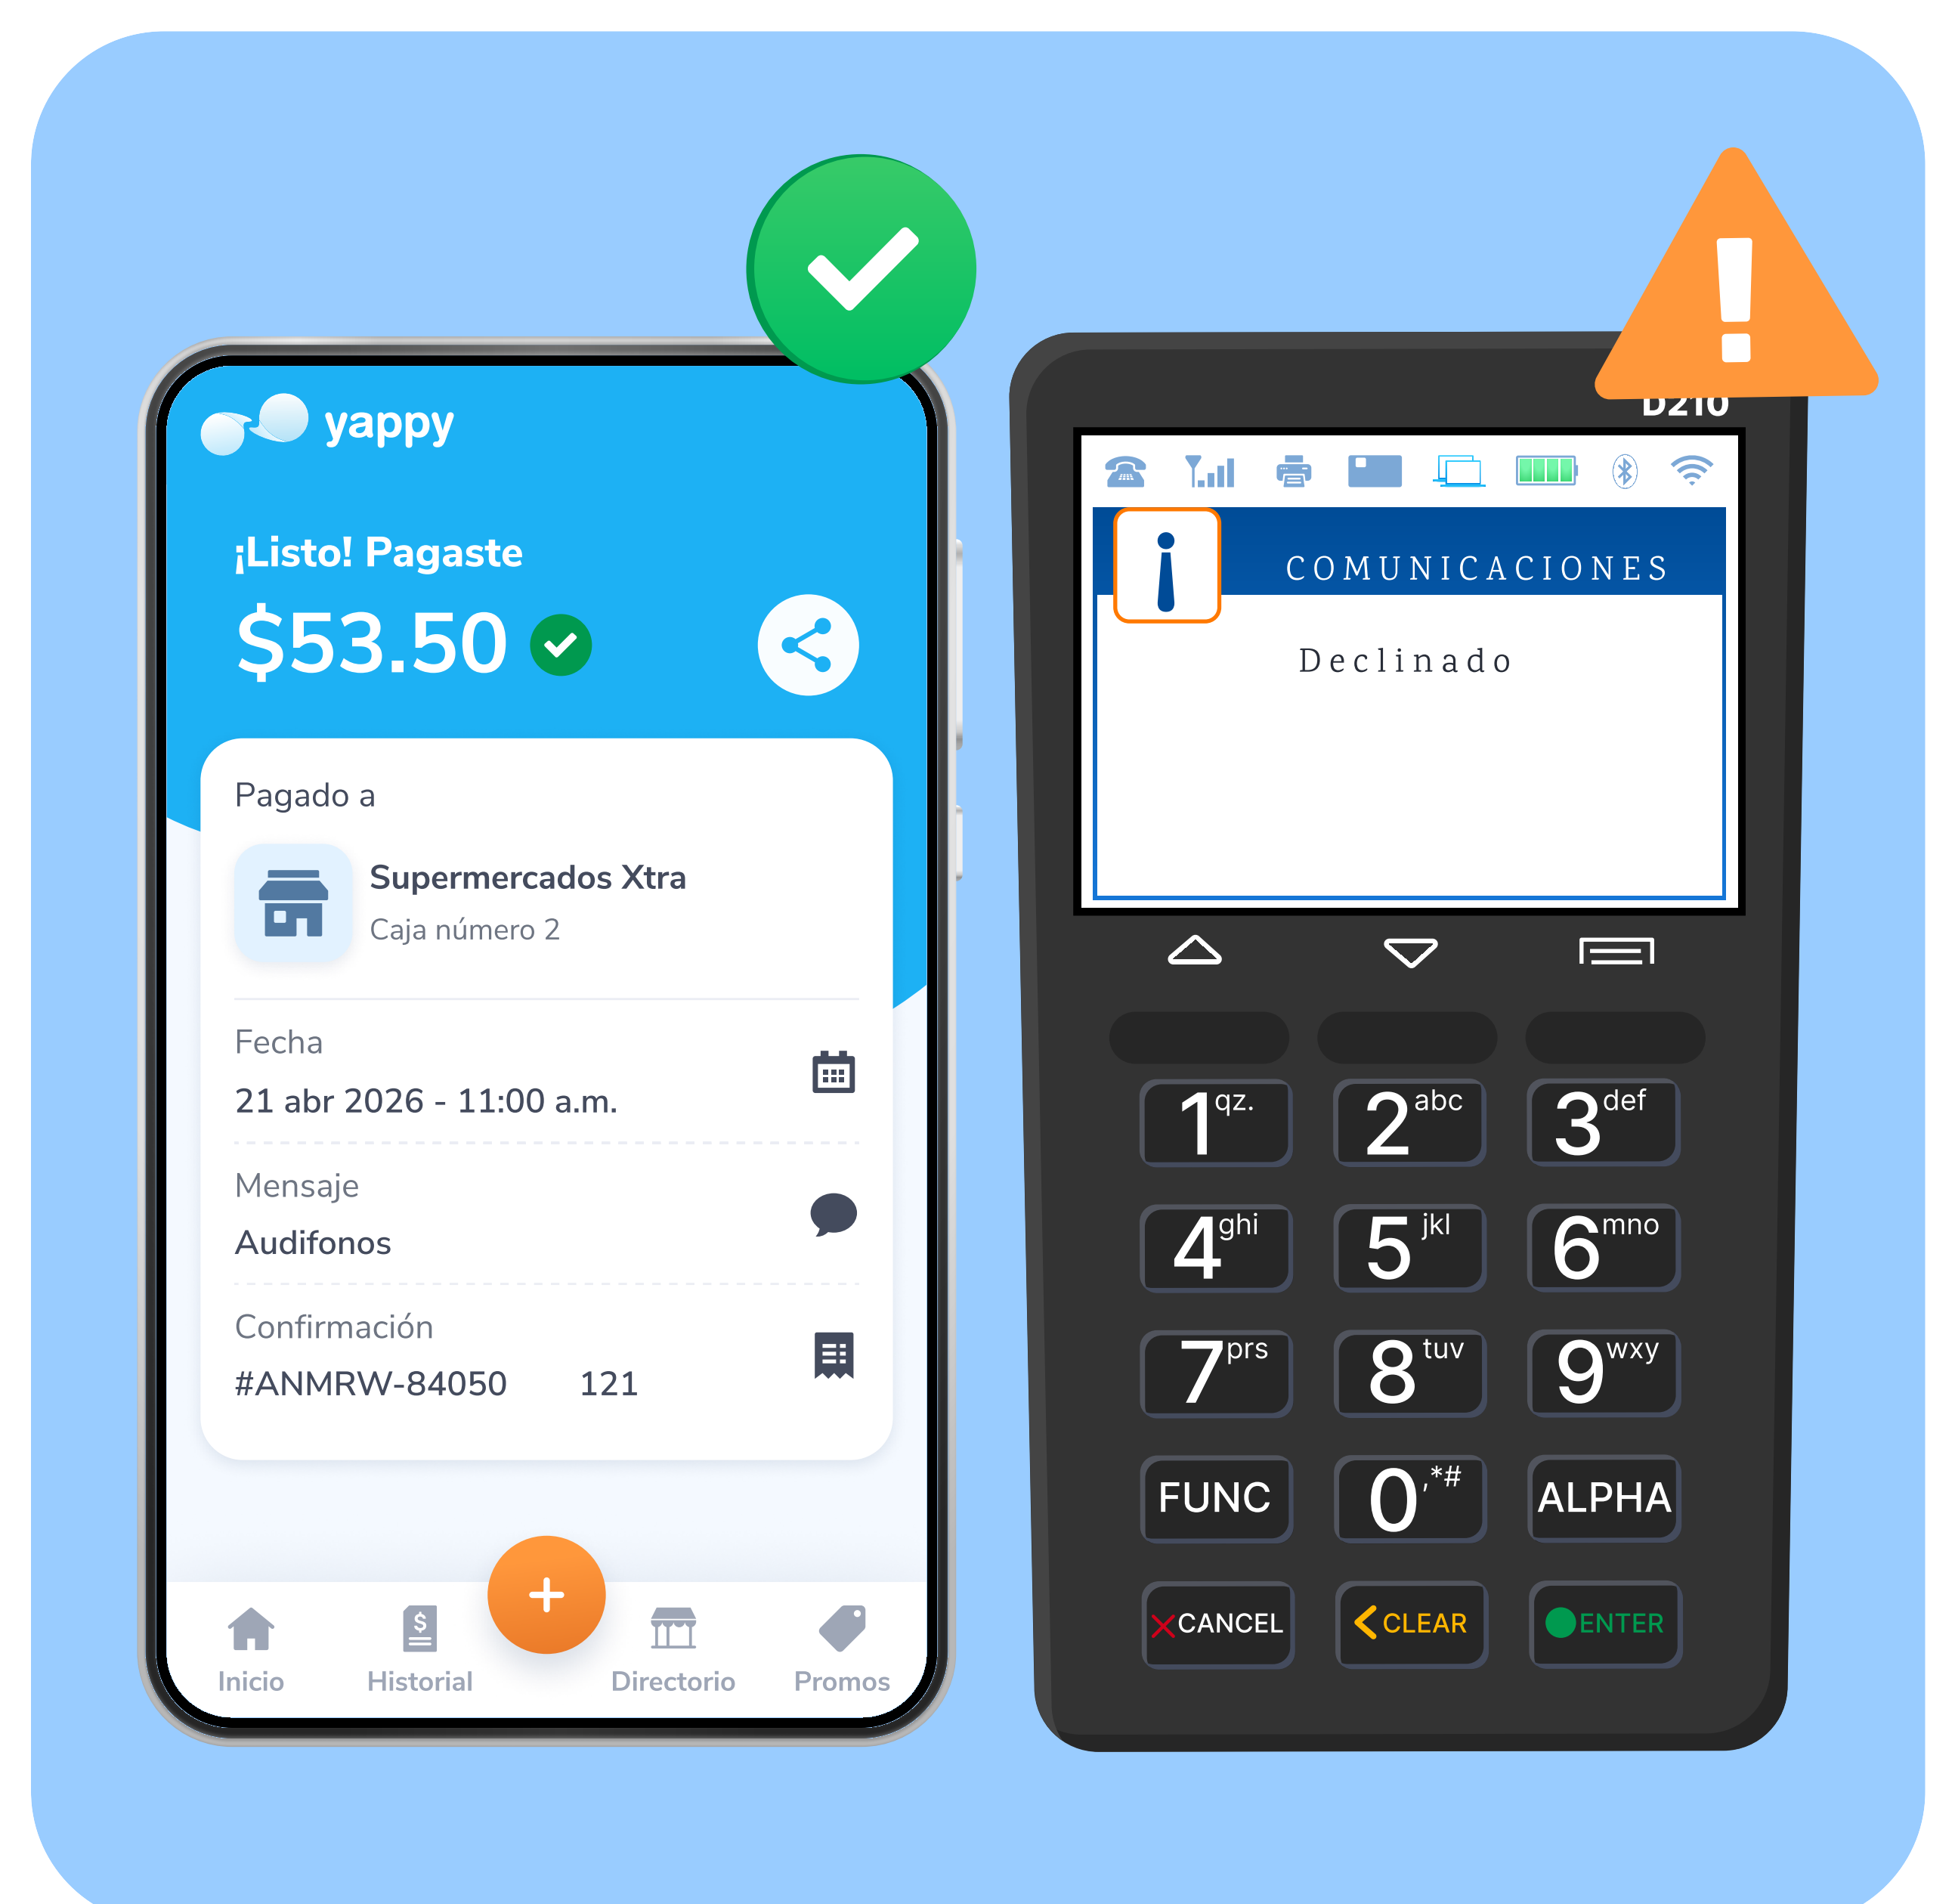 yappy
¡Listo! Pagaste
$53.50
Pagado a
Supermercados Xtra
Caja número 2
Fecha
21 abr 2026 - 11:00 a.m.
Mensaje
Audifonos
Confirmación
#ANMRW-84050 121
Inicio
Historial
Directorio
Promos
D210
COMUNICACIONES
Declinado
1 qz.
2 abc
3 def
4 ghi
5 jkl
6 mno
7 prs
8 tuv
9 wxy
FUNC
0 ,*#
ALPHA
CANCEL
CLEAR
ENTER